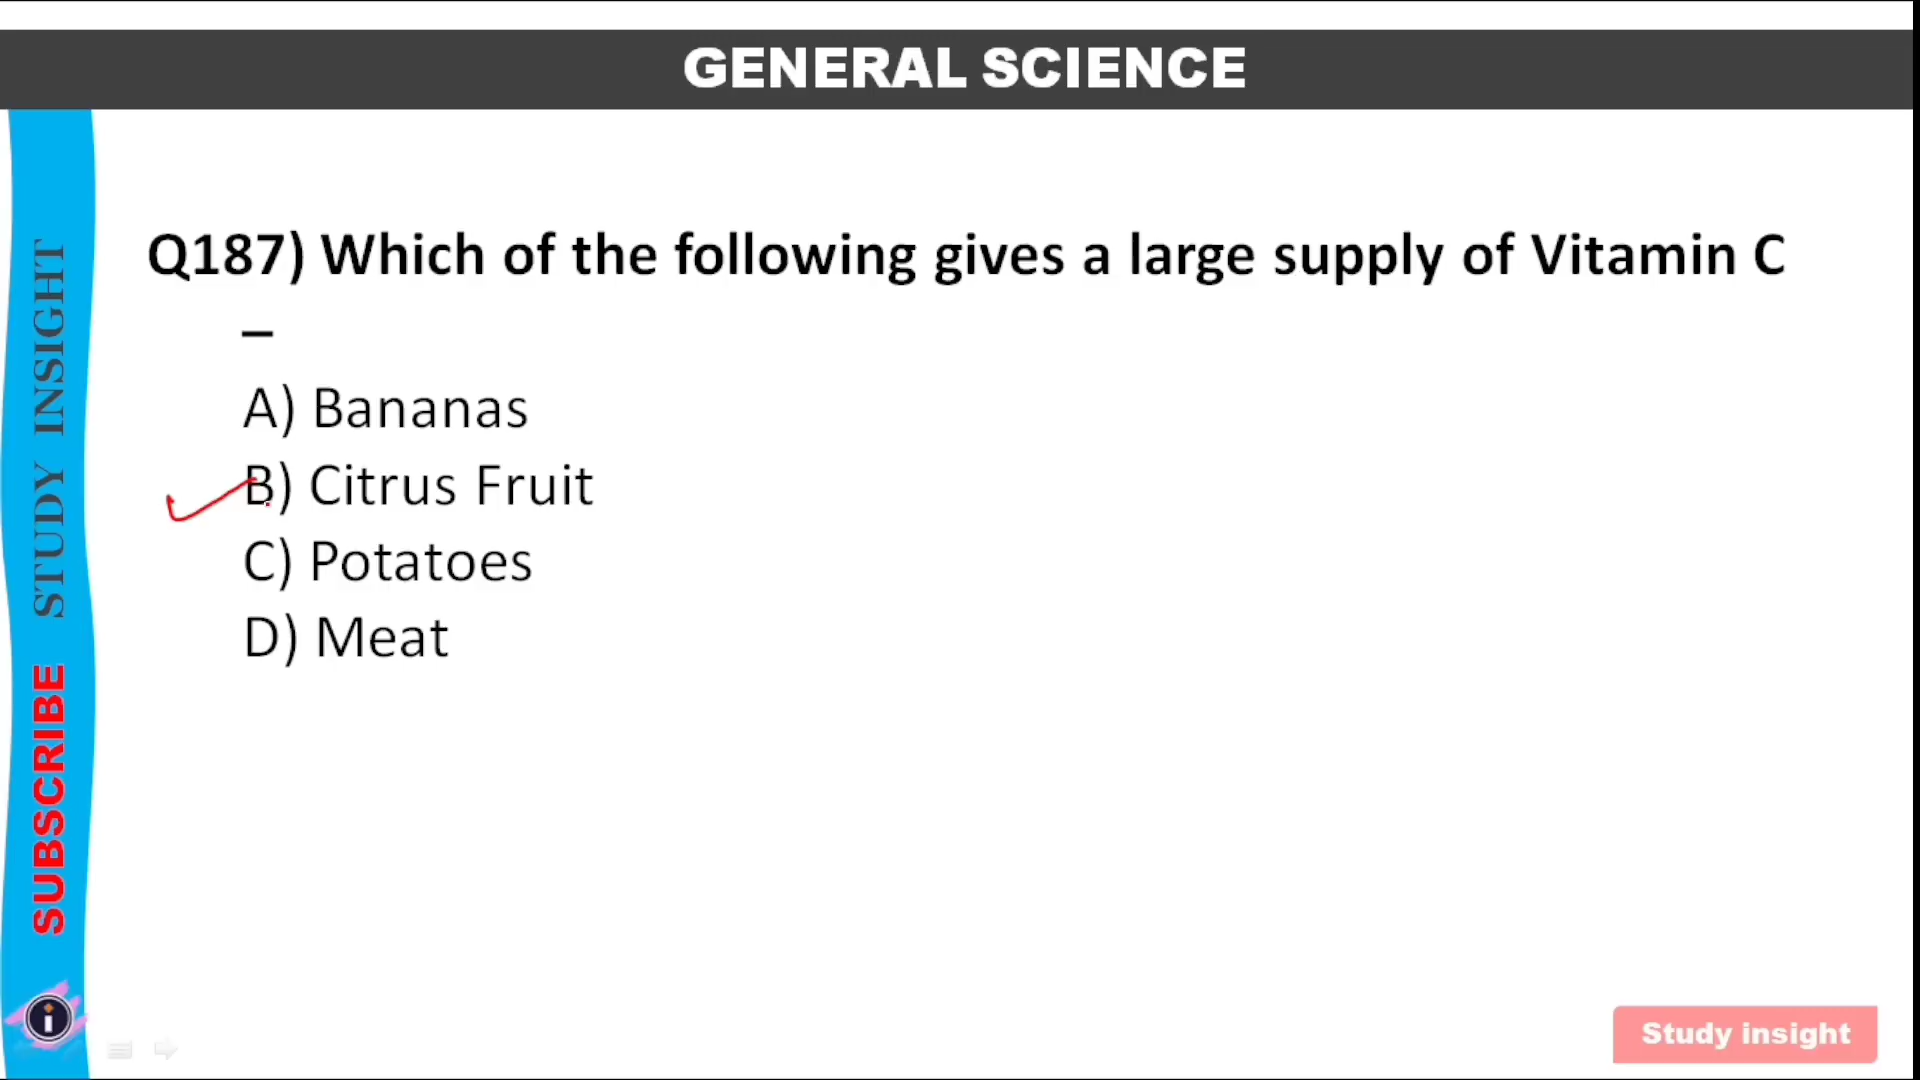 GENERAL SCIENCE
Q187) Which of the following gives a large supply of Vitamin C
–
A) Bananas
B) Citrus Fruit
C) Potatoes
D) Meat
SUBSCRIBE STUDY INSIGHT
i
Study insight